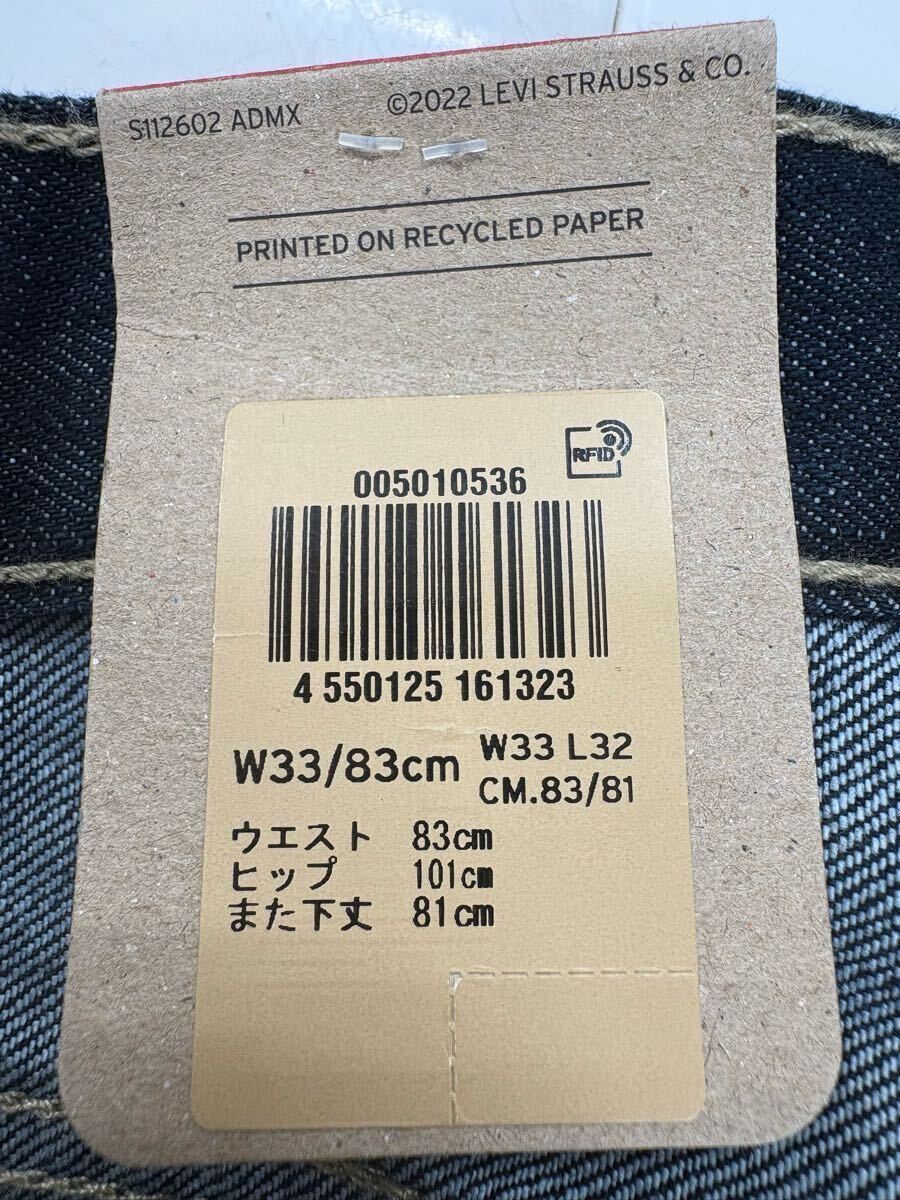 S112602 ADMX
©2022 LEVI STRAUSS & CO.
PRINTED ON RECYCLED PAPER
RFID
005010536
4 550125 161323
W33/83cm
W33 L32
CM.83/81
ウエスト 83cm
ヒップ 101cm
また下丈 81cm